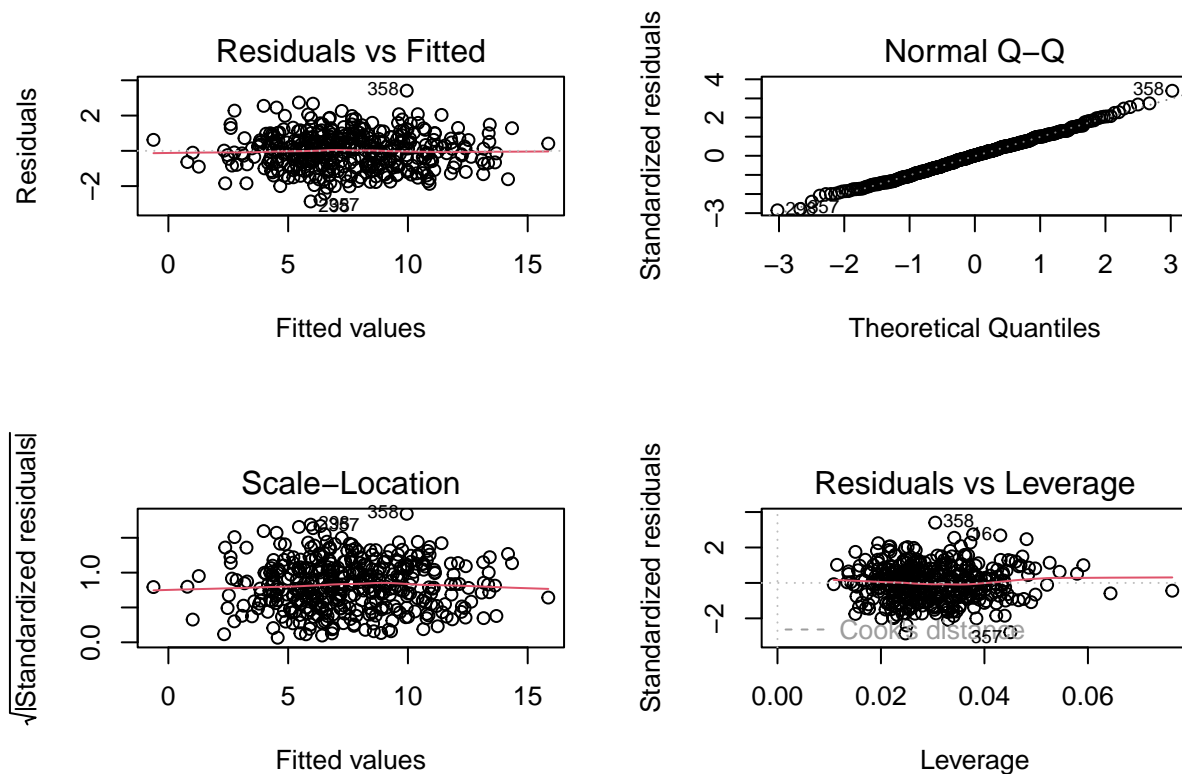 Residuals vs Fitted
Residuals
2
−2
358
0
5
10
15
Fitted values
Normal Q−Q
Standardized residuals
4
2
0
−3
358
−3
−2
−1
0
1
2
3
Theoretical Quantiles
Scale−Location
√|Standardized residuals|
1.0
0.0
358
0
5
10
15
Fitted values
Residuals vs Leverage
Standardized residuals
2
−2
358
46
357
Cook's distance
0.00
0.02
0.04
0.06
Leverage